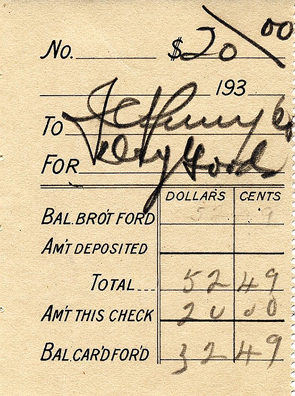 No. $20 00
193
To J C Penney Co
For Dry Goods
DOLLARS CENTS
BAL. BRO'T FORD
AM'T DEPOSITED
TOTAL 52 49
AM'T THIS CHECK 20 00
BAL. CAR'D FOR'D 32 49